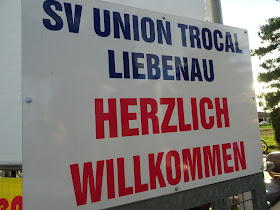 SV UNION TROCAL
LIEBENAU
HERZLICH
WILLKOMMEN